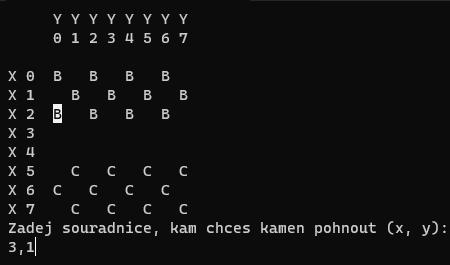 Y Y Y Y Y Y Y Y
0 1 2 3 4 5 6 7
X 0 B B B B
X 1 B B B B
X 2 B B B B
X 3
X 4
X 5 C C C C
X 6 C C C C
X 7 C C C C
Zadej souradnice, kam chces kamen pohnout (x, y):
3,1